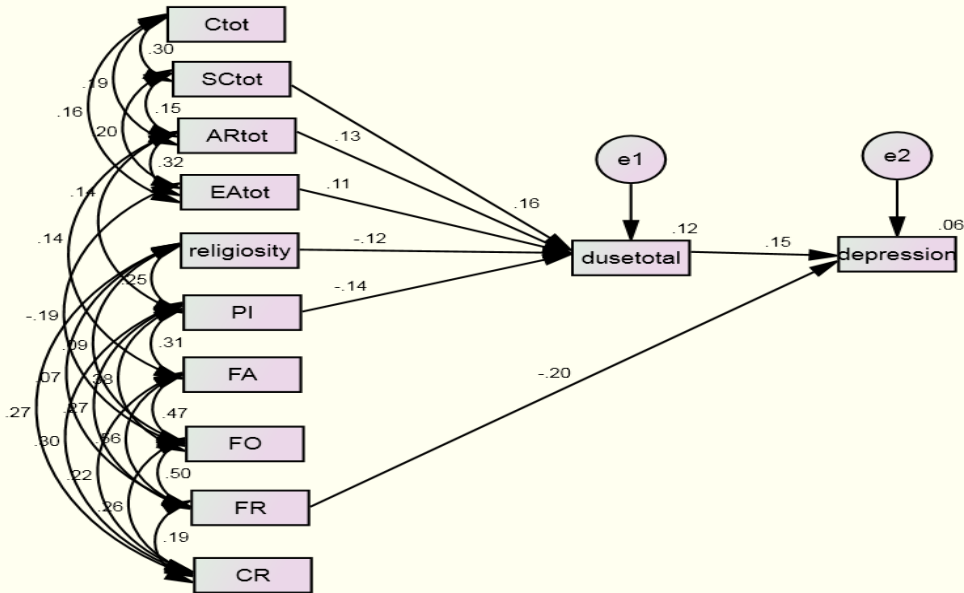 Ctot
.30
SCtot
.19
.16
.20
.15
ARtot
.13
.32
e1
e2
.14
EAtot
.11
.16
.14
religiosity
-.12
dusetotal
.12
.15
depression
.06
.25
-.14
-.19
PI
.09
.31
.07
.38
FA
-.20
.27
.27
.30
.56
.47
FO
.22
.50
.26
FR
.19
CR